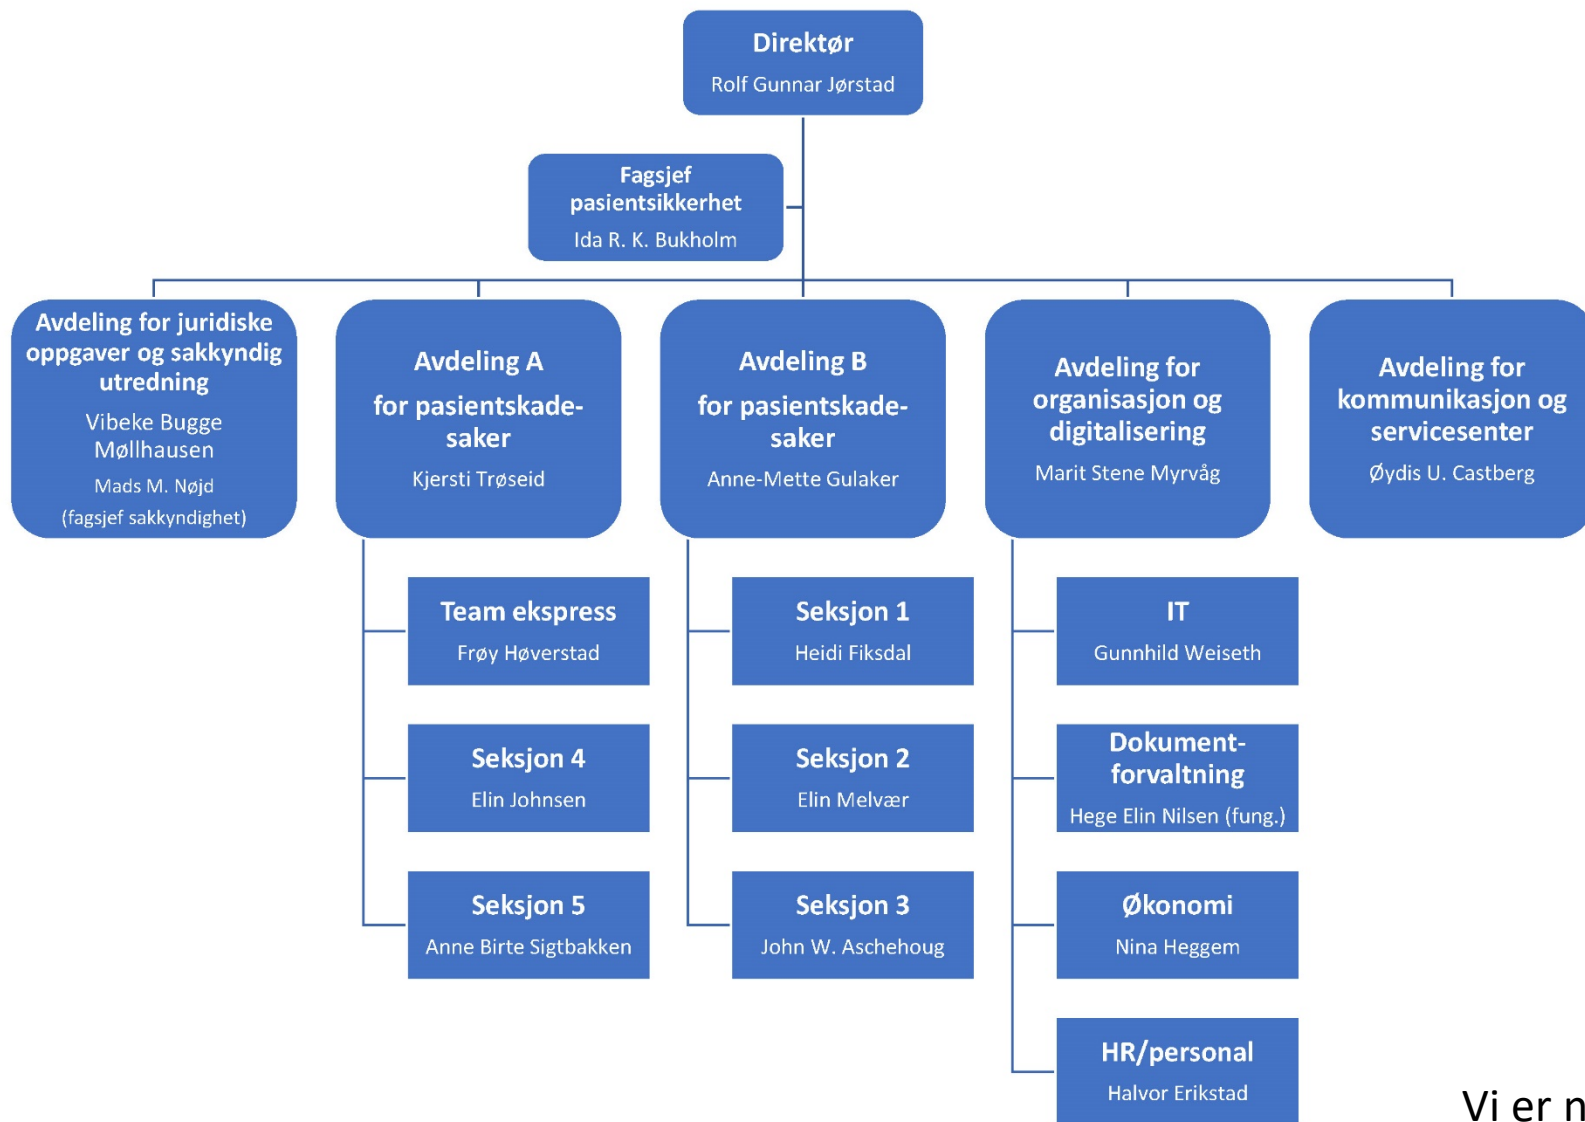 Direktør
Rolf Gunnar Jørstad
Fagsjef
pasientsikkerhet
Ida R. K. Bukholm
Avdeling for juridiske
oppgaver og sakkyndig
utredning
Vibeke Bugge
Møllhausen
Mads M. Nøjd
(fagsjef sakkyndighet)
Avdeling A
for pasientskade-
saker
Kjersti Trøseid
Avdeling B
for pasientskade-
saker
Anne-Mette Gulaker
Avdeling for
organisasjon og
digitalisering
Marit Stene Myrvåg
Avdeling for
kommunikasjon og
servicesenter
Øydis U. Castberg
Team ekspress
Frøy Høverstad
Seksjon 4
Elin Johnsen
Seksjon 5
Anne Birte Sigtbakken
Seksjon 1
Heidi Fiksdal
Seksjon 2
Elin Melvær
Seksjon 3
John W. Aschehoug
IT
Gunnhild Weiseth
Dokument-
forvaltning
Hege Elin Nilsen (fung.)
Økonomi
Nina Heggem
HR/personal
Halvor Erikstad
Vi er n